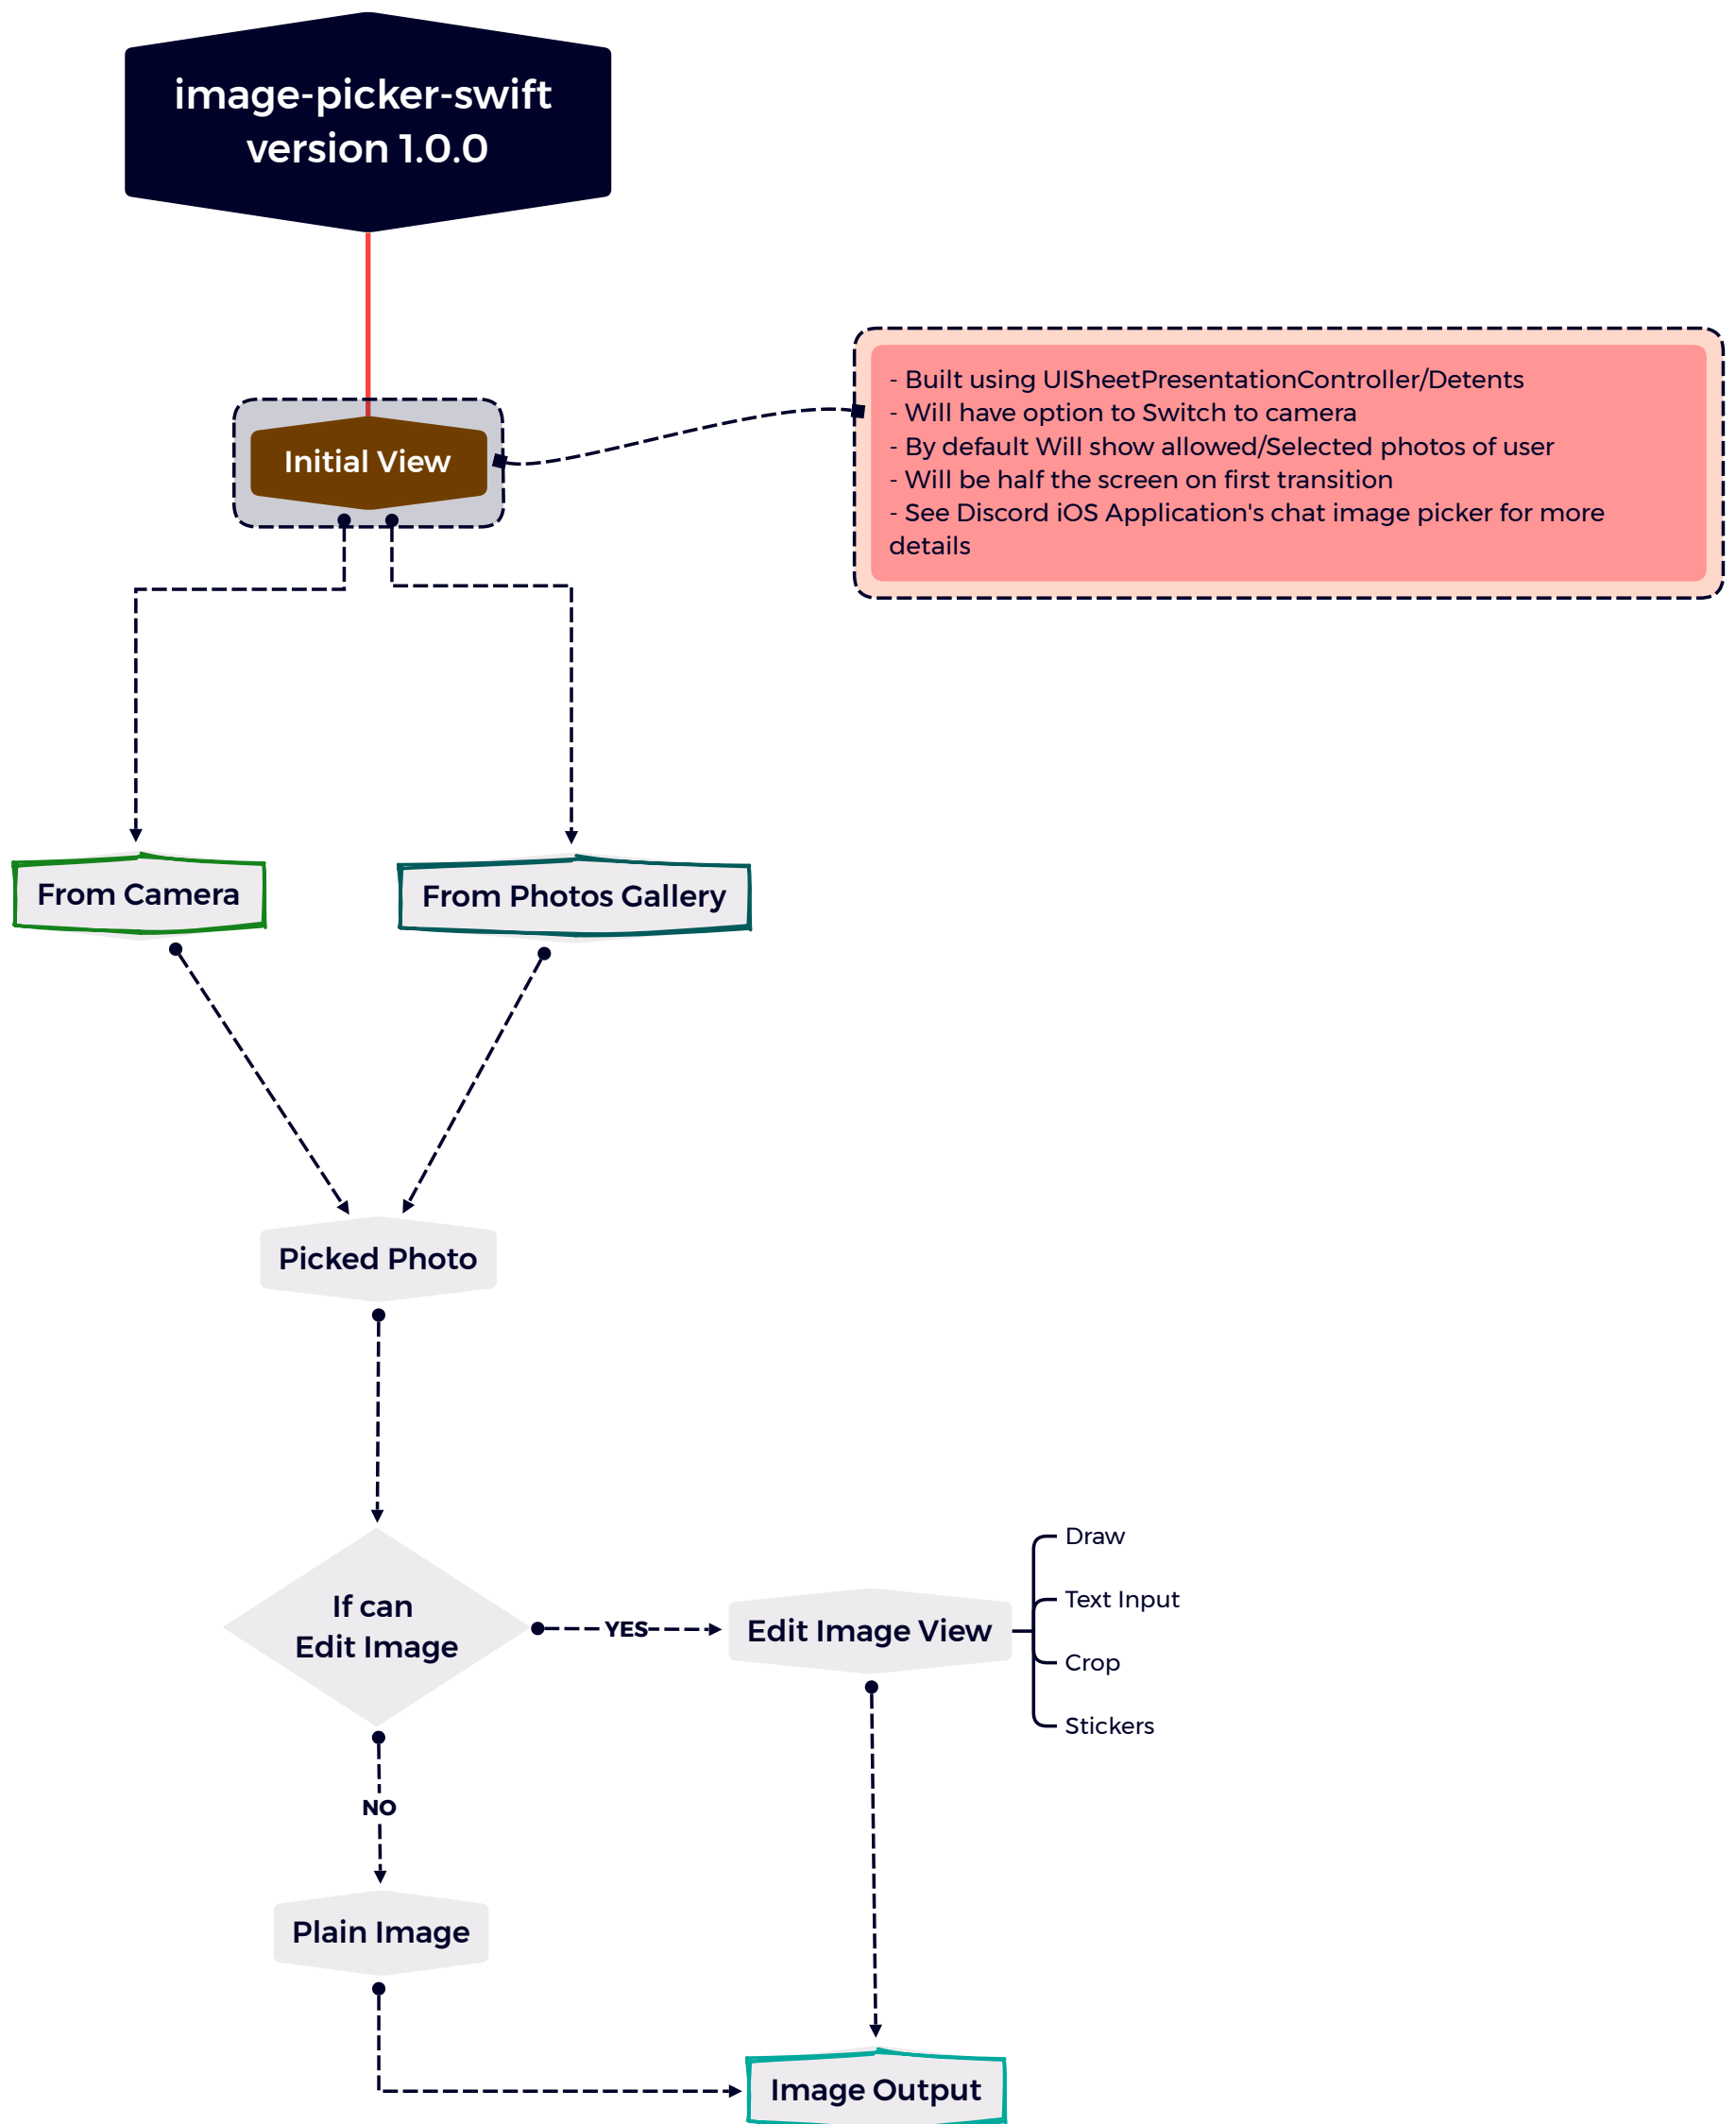 image-picker-swift
version 1.0.0
Initial View
- Built using UISheetPresentationController/Detents
- Will have option to Switch to camera
- By default Will show allowed/Selected photos of user
- Will be half the screen on first transition
- See Discord iOS Application's chat image picker for more
details
From Camera
From Photos Gallery
Picked Photo
If can
Edit Image
YES
Edit Image View
Draw
Text Input
Crop
Stickers
NO
Plain Image
Image Output